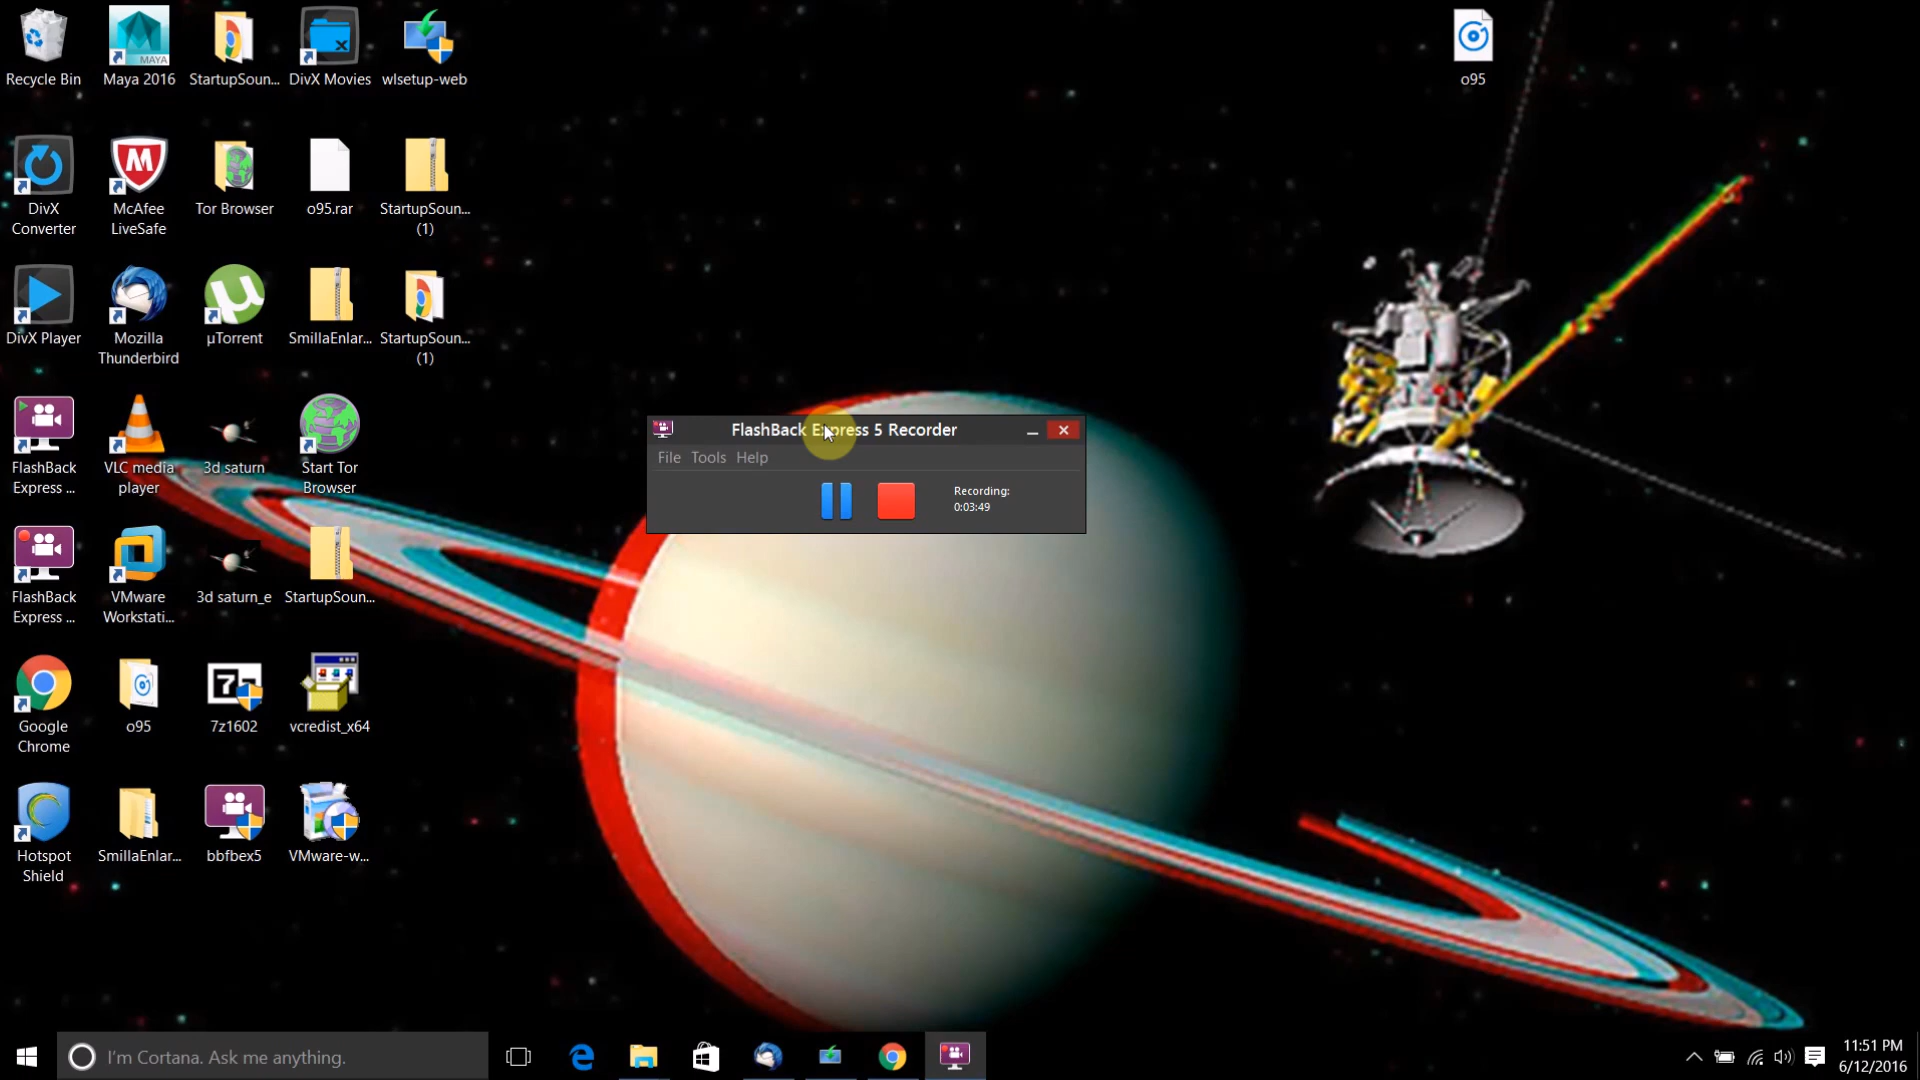 Recycle Bin
Maya 2016
StartupSoun...
DivX Movies
wlsetup-web
o95
MAYA
DivX
Converter
McAfee
LiveSafe
Tor Browser
o95.rar
StartupSoun...
(1)
DivX Player
Mozilla
Thunderbird
µTorrent
SmillaEnlar...
StartupSoun...
(1)
FlashBack
Express ...
VLC media
player
3d saturn
Start Tor
Browser
FlashBack
Express ...
VMware
Workstati...
3d saturn_e
StartupSoun...
Google
Chrome
o95
7z1602
vcredist_x64
Hotspot
Shield
SmillaEnlar...
bbfbex5
VMware-w...
FlashBack Express 5 Recorder
File Tools Help
Recording:
0:03:49
I'm Cortana. Ask me anything.
11:51 PM
6/12/2016